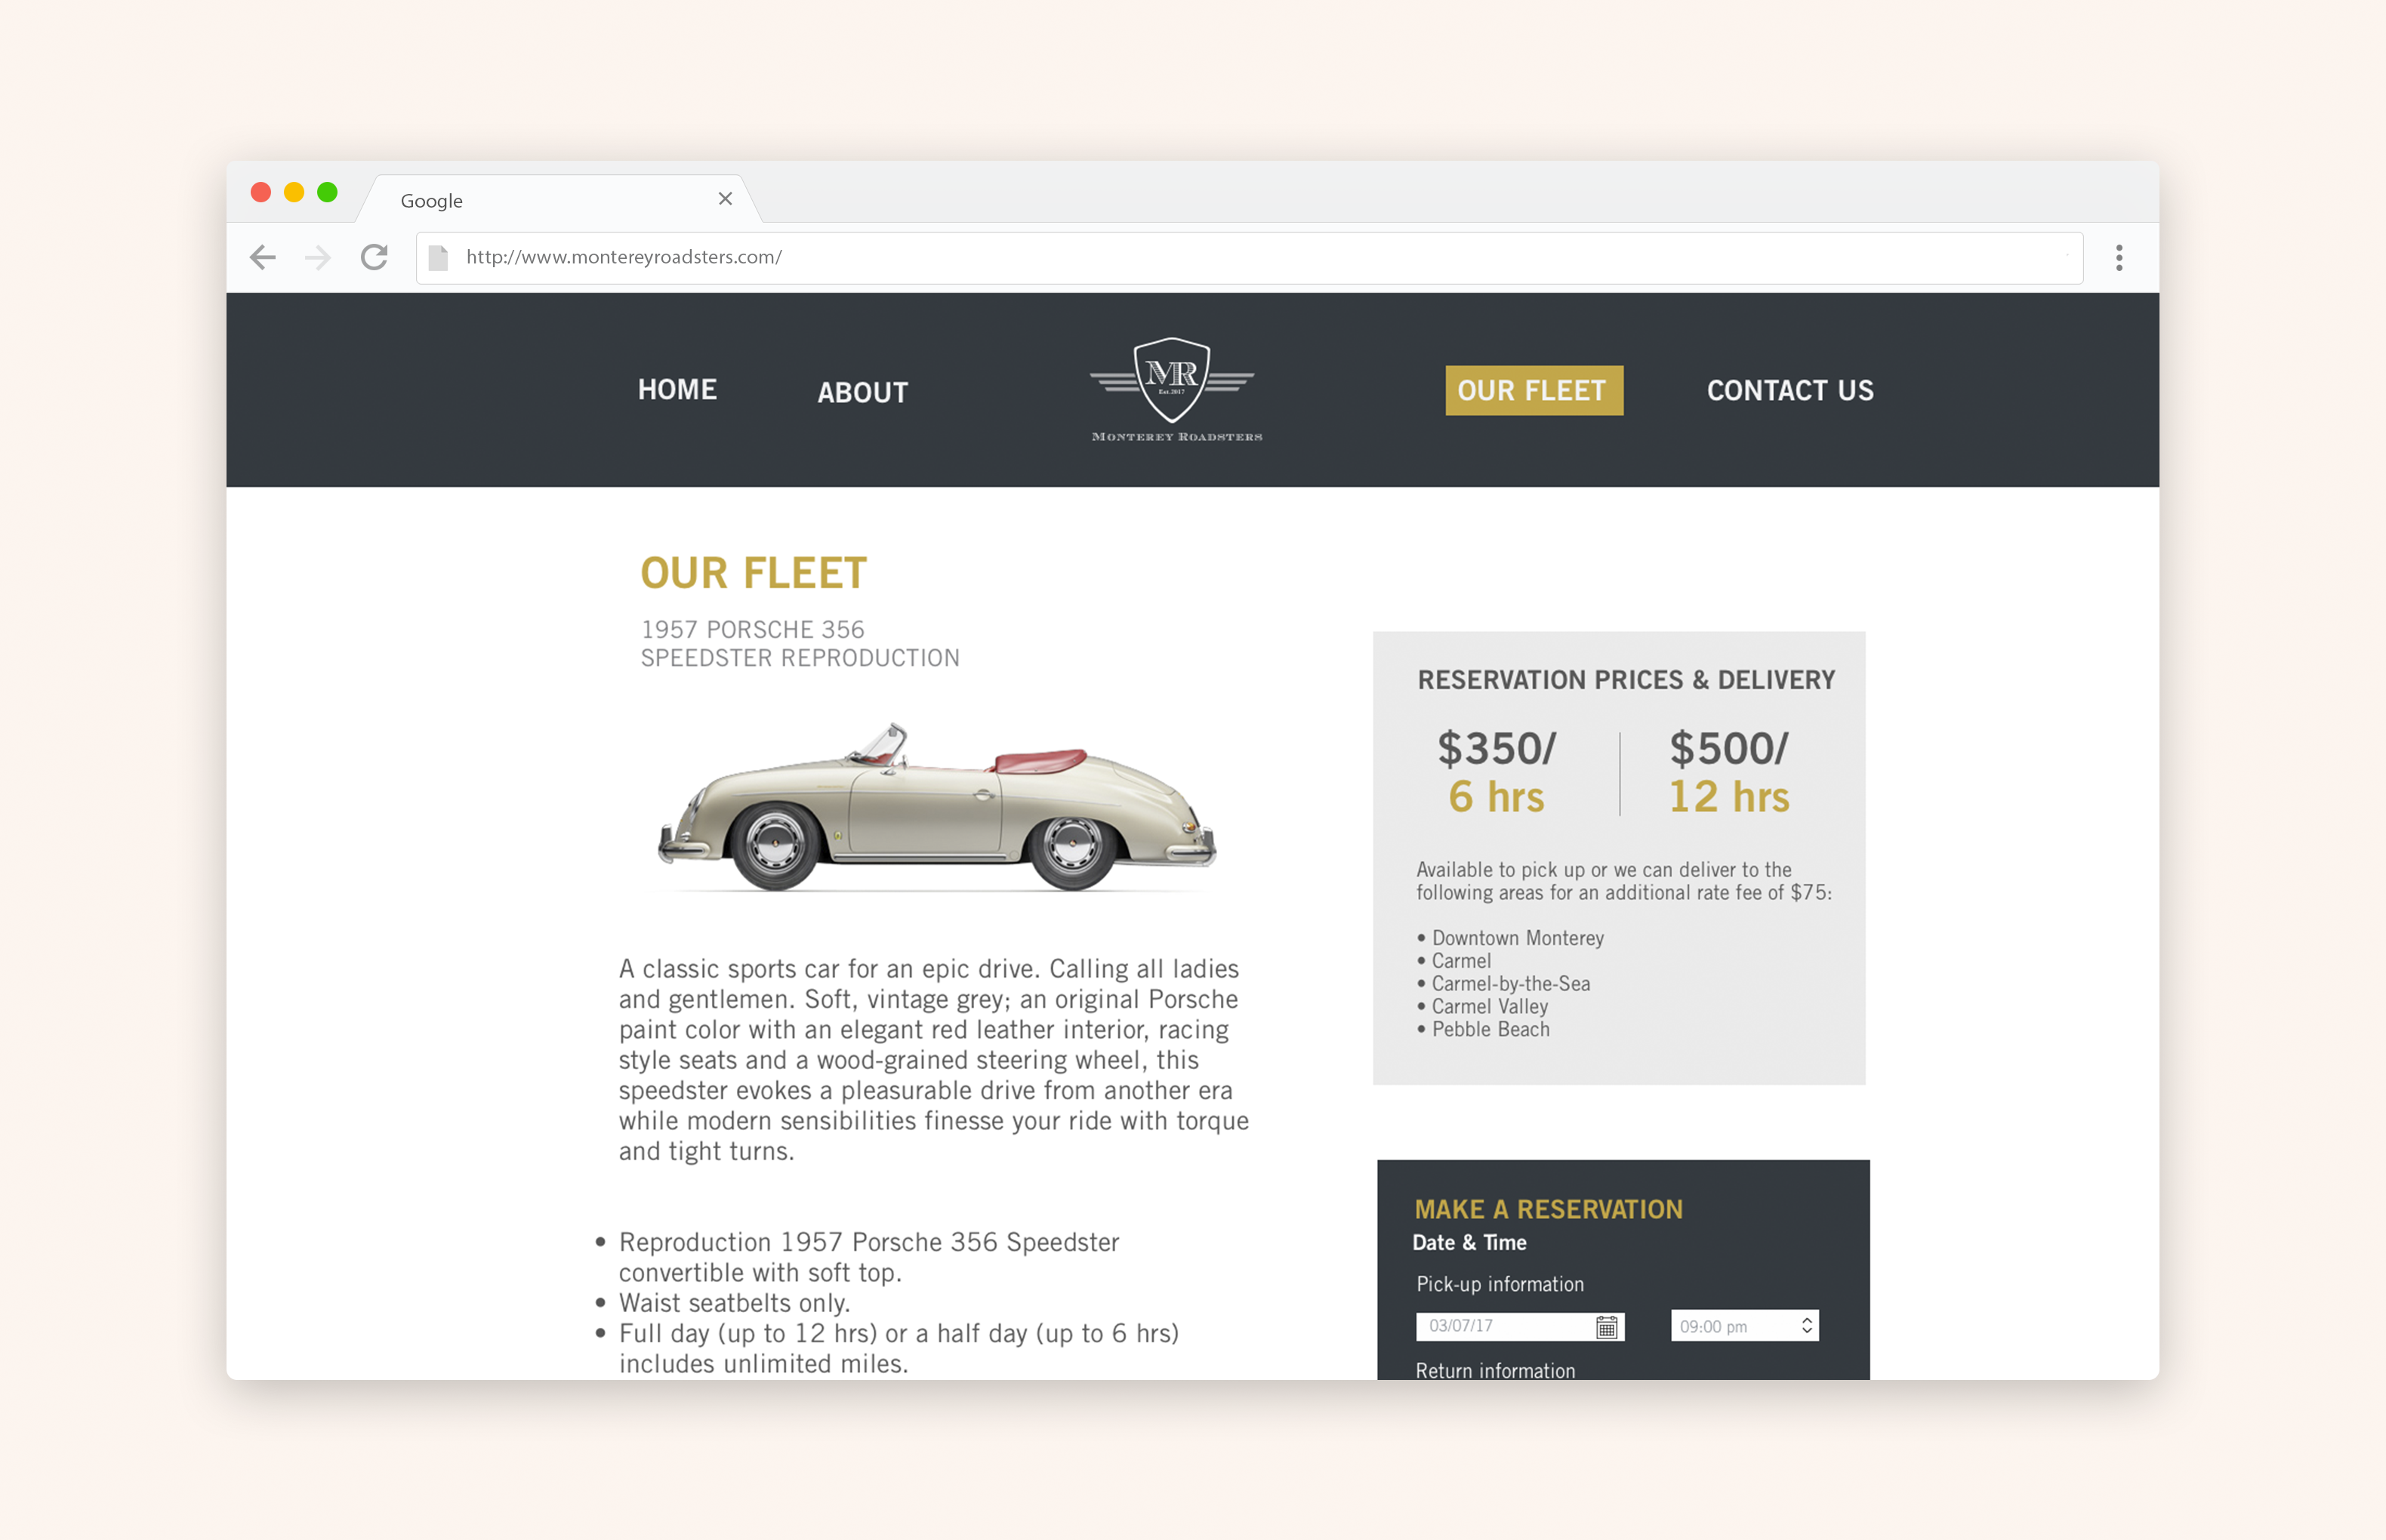 Google
http://www.montereyroadsters.com/
HOME
ABOUT
MR
Est.2017
MONTEREY ROADSTERS
OUR FLEET
CONTACT US
OUR FLEET
1957 PORSCHE 356
SPEEDSTER REPRODUCTION
A classic sports car for an epic drive. Calling all ladies
and gentlemen. Soft, vintage grey; an original Porsche
paint color with an elegant red leather interior, racing
style seats and a wood-grained steering wheel, this
speedster evokes a pleasurable drive from another era
while modern sensibilities finesse your ride with torque
and tight turns.
• Reproduction 1957 Porsche 356 Speedster
convertible with soft top.
• Waist seatbelts only.
• Full day (up to 12 hrs) or a half day (up to 6 hrs)
includes unlimited miles.
RESERVATION PRICES & DELIVERY
$350/
6 hrs
$500/
12 hrs
Available to pick up or we can deliver to the
following areas for an additional rate fee of $75:
• Downtown Monterey
• Carmel
• Carmel-by-the-Sea
• Carmel Valley
• Pebble Beach
MAKE A RESERVATION
Date & Time
Pick-up information
03/07/17
09:00 pm
Return information